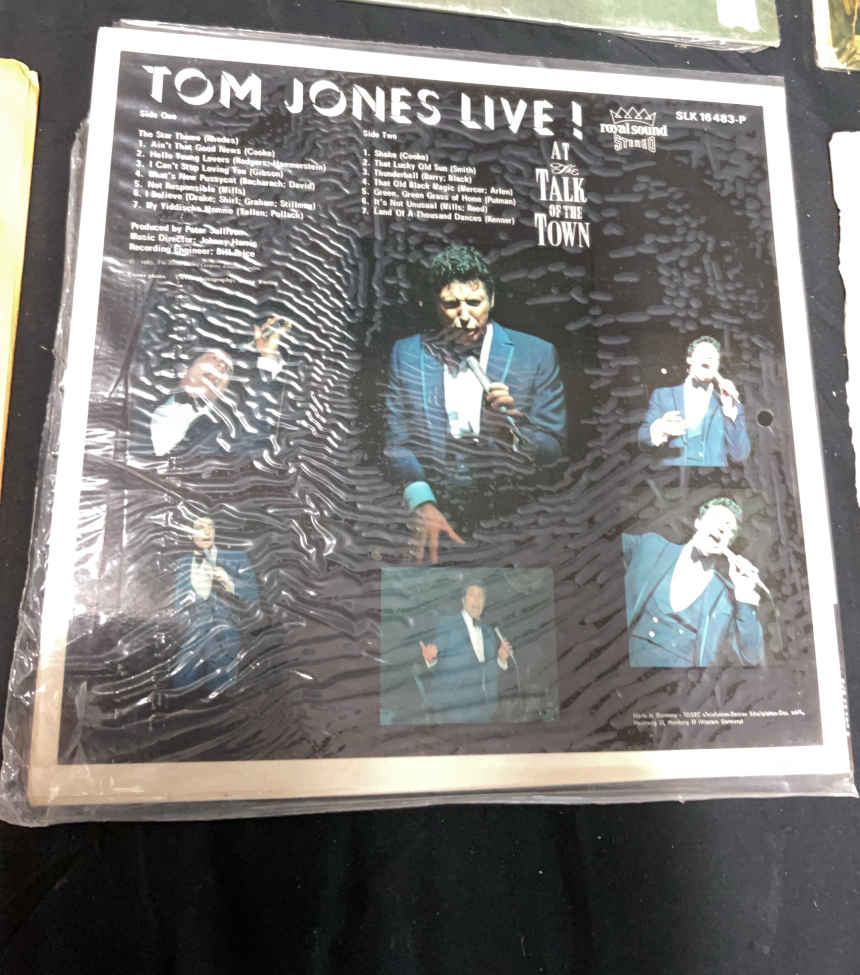 TOM JONES LIVE!
royal sound
STEREO
SLK 16 483-P
AT
The
TALK
OF THE
TOWN
Side One
The Star Theme (Rhodes)
1. Ain't That Good News (Cooke)
2. Hello Young Lovers (Rodgers; Hammerstein)
3. I Can't Stop Loving You (Gibson)
4. What's New Pussycat (Bacharach; David)
5. Not Responsible (Mills)
6. I Believe (Drake; Shirl; Graham; Stillman)
7. My Yiddische Momme (Yellen; Pollack)
Produced by Peter Sullivan
Music Director: Johnny Harris
Recording Engineer: Bill Price
Side Two
1. Shake (Cooke)
2. That Lucky Old Sun (Smith)
3. Thunderball (Barry; Black)
4. That Old Black Magic (Mercer; Arlen)
5. Green, Green Grass of Home (Putman)
6. It's Not Unusual (Mills; Reed)
7. Land Of A Thousand Dances (Kenner)
Made in Germany